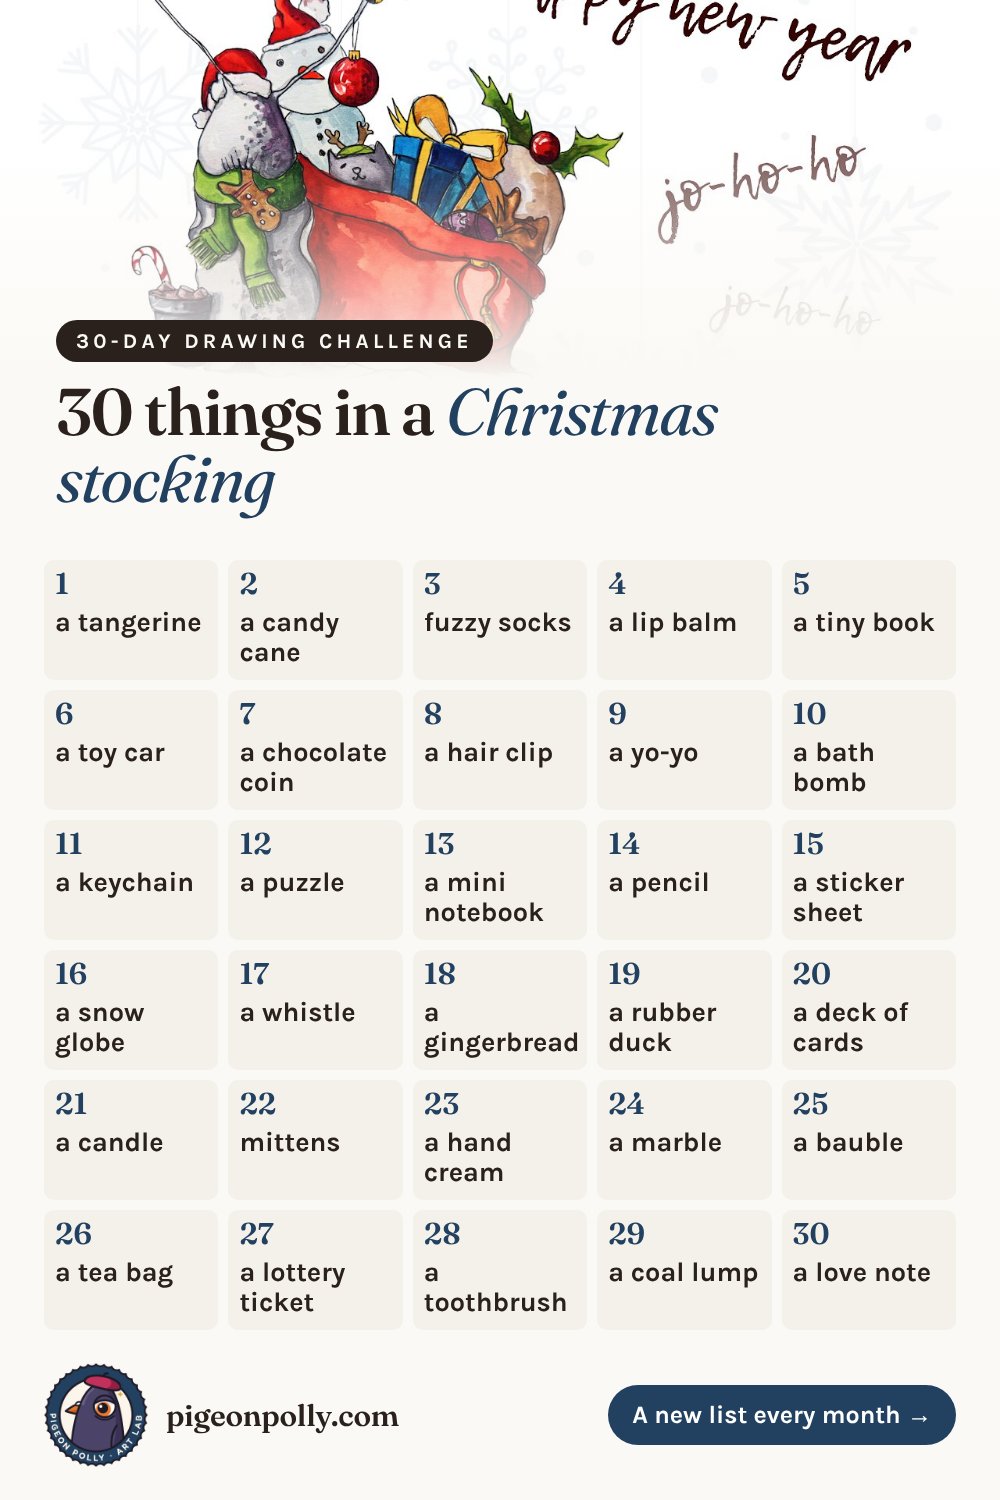 new year
jo-ho-ho
jo-ho-ho
30-DAY DRAWING CHALLENGE
30 things in a Christmas
stocking
1
a tangerine
2
a candy
cane
3
fuzzy socks
4
a lip balm
5
a tiny book
6
a toy car
7
a chocolate
coin
8
a hair clip
9
a yo-yo
10
a bath
bomb
11
a keychain
12
a puzzle
13
a mini
notebook
14
a pencil
15
a sticker
sheet
16
a snow
globe
17
a whistle
18
a
gingerbread
19
a rubber
duck
20
a deck of
cards
21
a candle
22
mittens
23
a hand
cream
24
a marble
25
a bauble
26
a tea bag
27
a lottery
ticket
28
a
toothbrush
29
a coal lump
30
a love note
PIGEON POLLY · ART LAB
pigeonpolly.com
A new list every month →